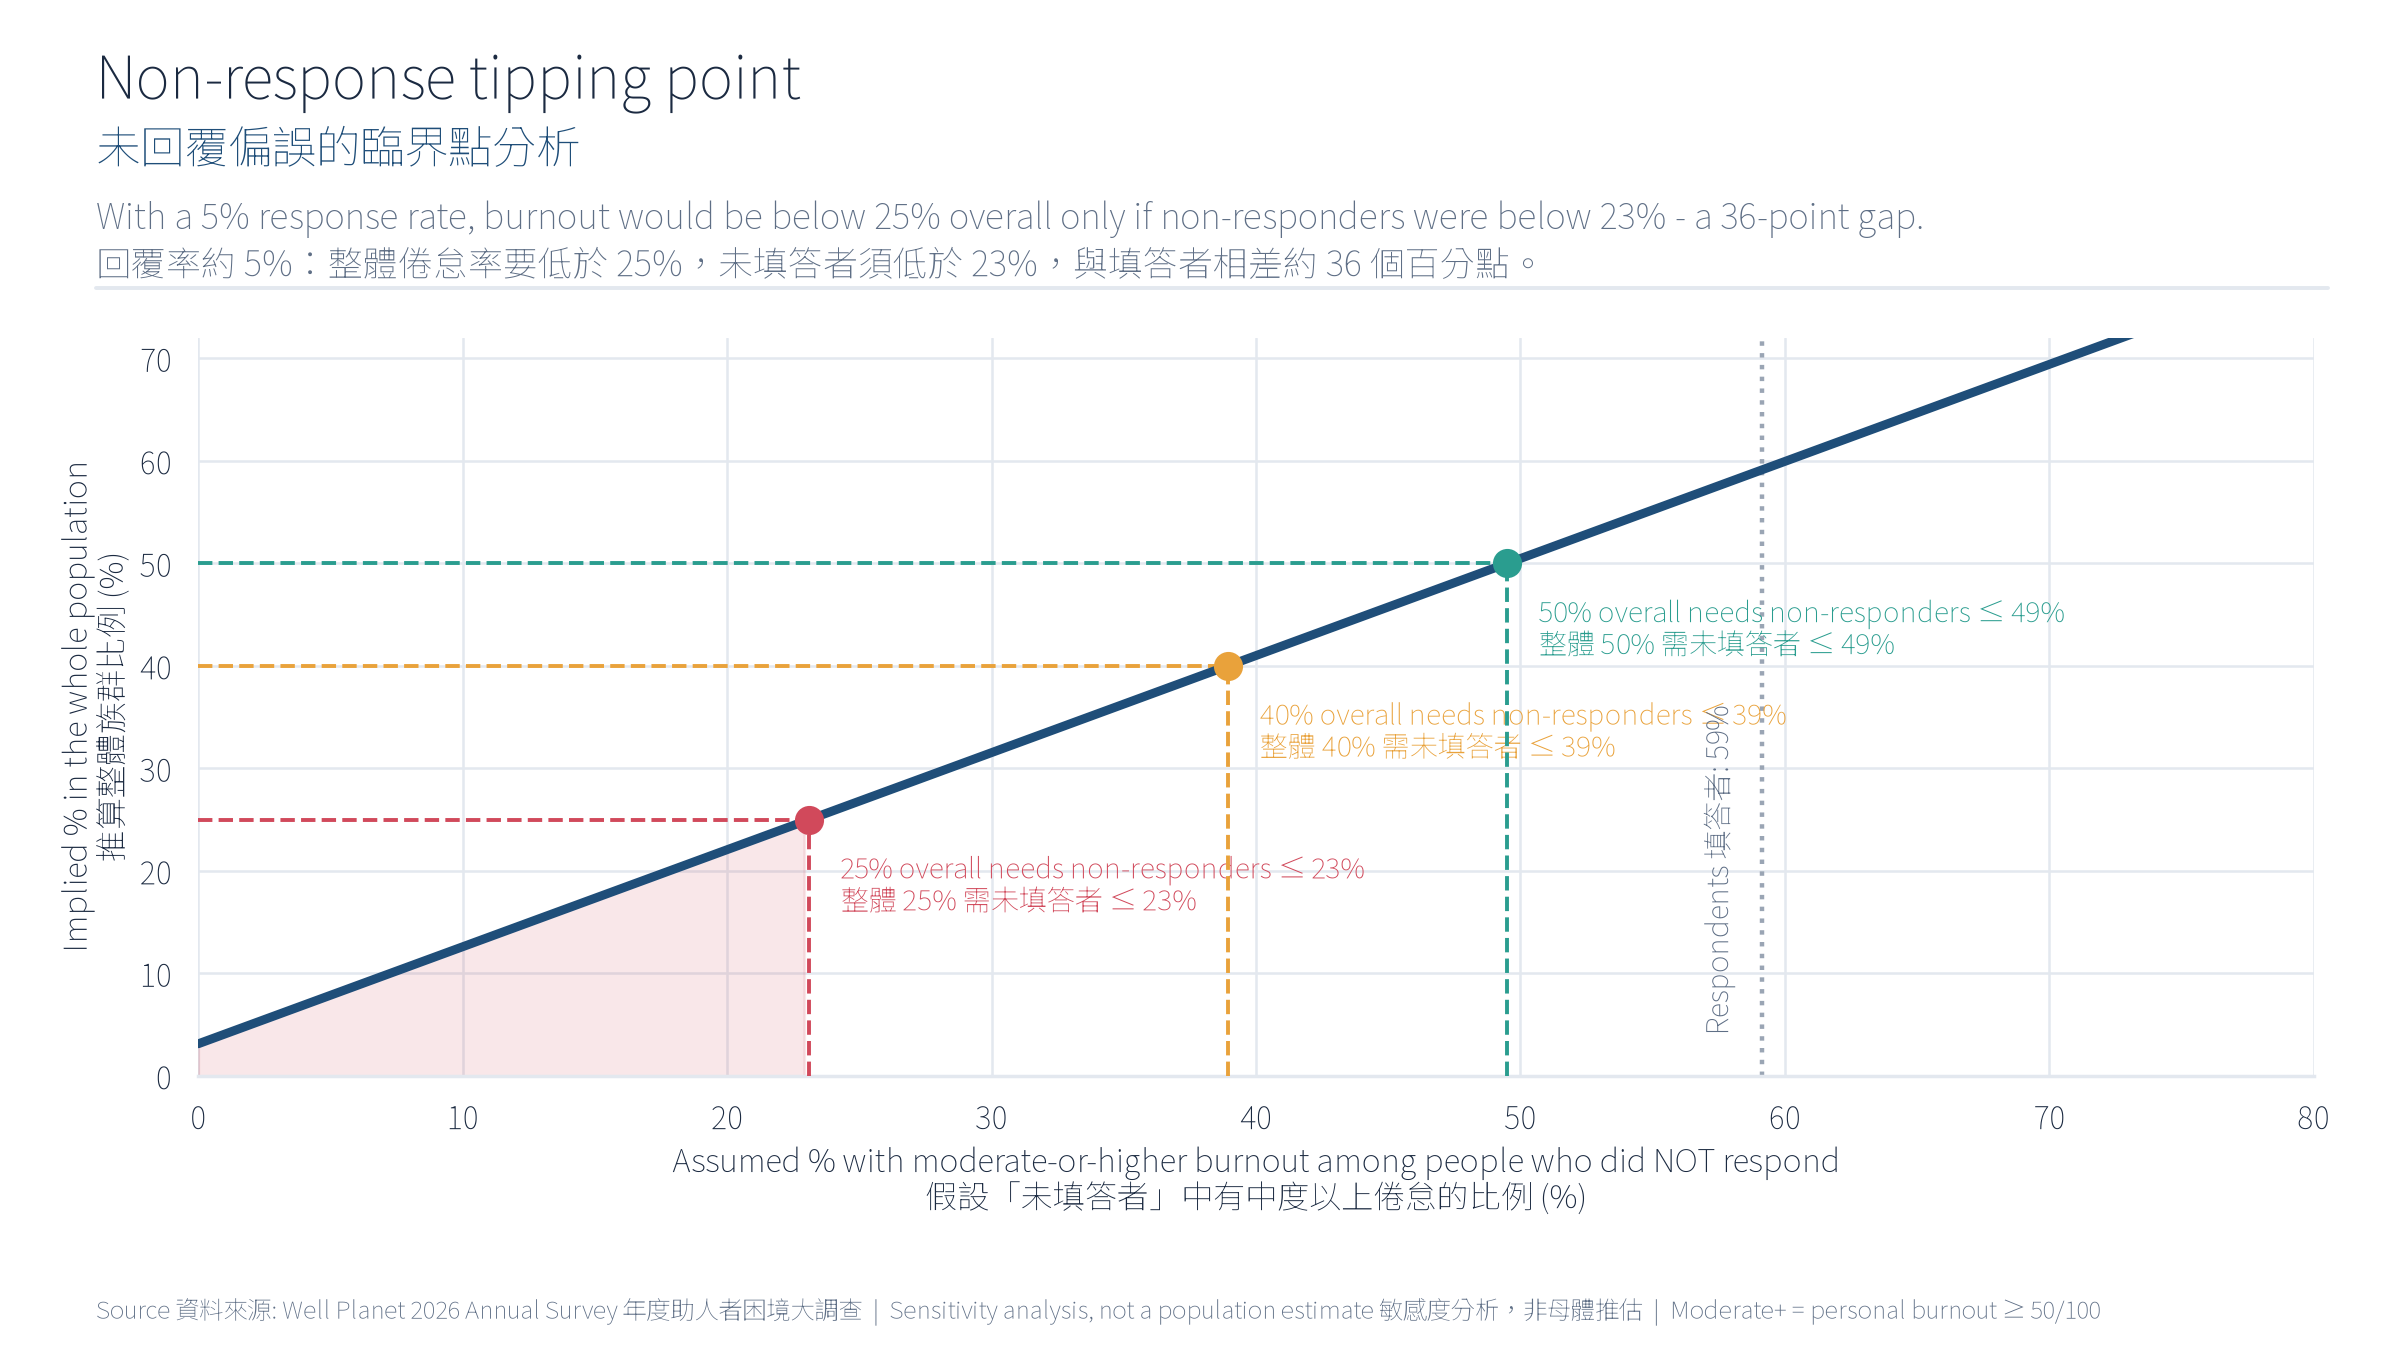 Non-response tipping point
未回覆偏誤的臨界點分析
With a 5% response rate, burnout would be below 25% overall only if non-responders were below 23% - a 36-point gap.
回覆率約 5%：整體倦怠率要低於 25%，未填答者須低於 23%，與填答者相差約 36 個百分點。
Implied % in the whole population
推算整體族群比例 (%)
70
60
50
40
30
20
10
0
50% overall needs non-responders ≤ 49%
整體 50% 需未填答者 ≤ 49%
40% overall needs non-responders ≤ 39%
整體 40% 需未填答者 ≤ 39%
25% overall needs non-responders ≤ 23%
整體 25% 需未填答者 ≤ 23%
Respondents 填答者: 59%
0 10 20 30 40 50 60 70 80
Assumed % with moderate-or-higher burnout among people who did NOT respond
假設「未填答者」中有中度以上倦怠的比例 (%)
Source 資料來源: Well Planet 2026 Annual Survey 年度助人者困境大調查 | Sensitivity analysis, not a population estimate 敏感度分析，非母體推估 | Moderate+ = personal burnout ≥ 50/100